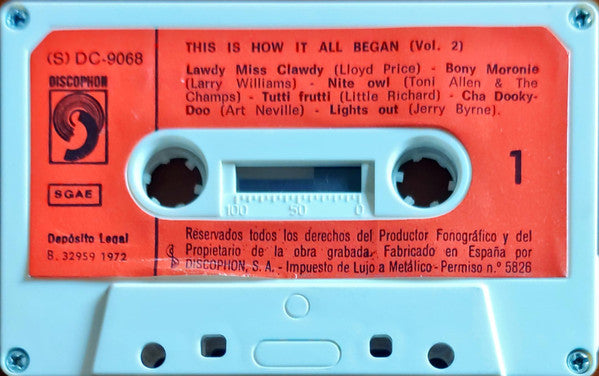 (S) DC-9068
DISCOPHON
SGAE
Depósito Legal
B. 32959 1972
THIS IS HOW IT ALL BEGAN (Vol. 2)
Lawdy Miss Clawdy (Lloyd Price) - Bony Moronie
(Larry Williams) - Nite owl (Toni Allen & The
Champs) - Tutti frutti (Little Richard) - Cha Dooky-
Doo (Art Neville) - Lights out (Jerry Byrne).
1
100 50 0
Reservados todos los derechos del Productor Fonográfico y del
Propietario de la obra grabada. Fabricado en España por
DISCOPHON, S. A. - Impuesto de Lujo a Metálico - Permiso n.º 5826